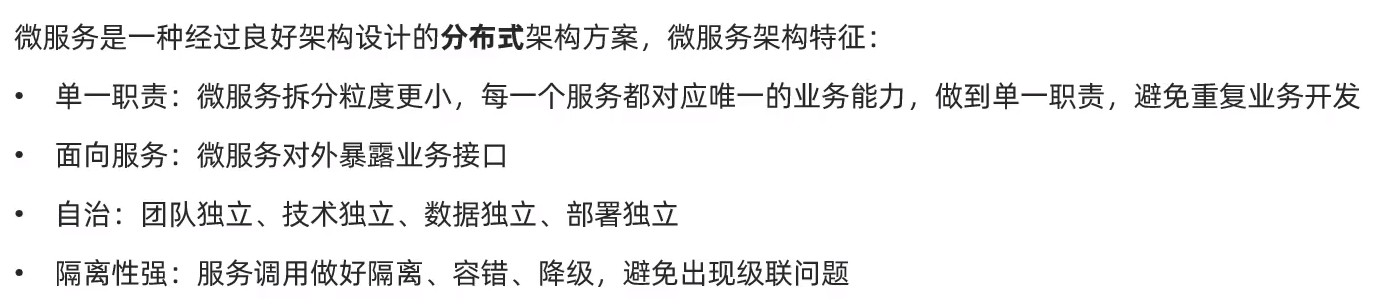 微服务是一种经过良好架构设计的分布式架构方案，微服务架构特征：
• 单一职责：微服务拆分粒度更小，每一个服务都对应唯一的业务能力，做到单一职责，避免重复业务开发
• 面向服务：微服务对外暴露业务接口
• 自治：团队独立、技术独立、数据独立、部署独立
• 隔离性强：服务调用做好隔离、容错、降级，避免出现级联问题